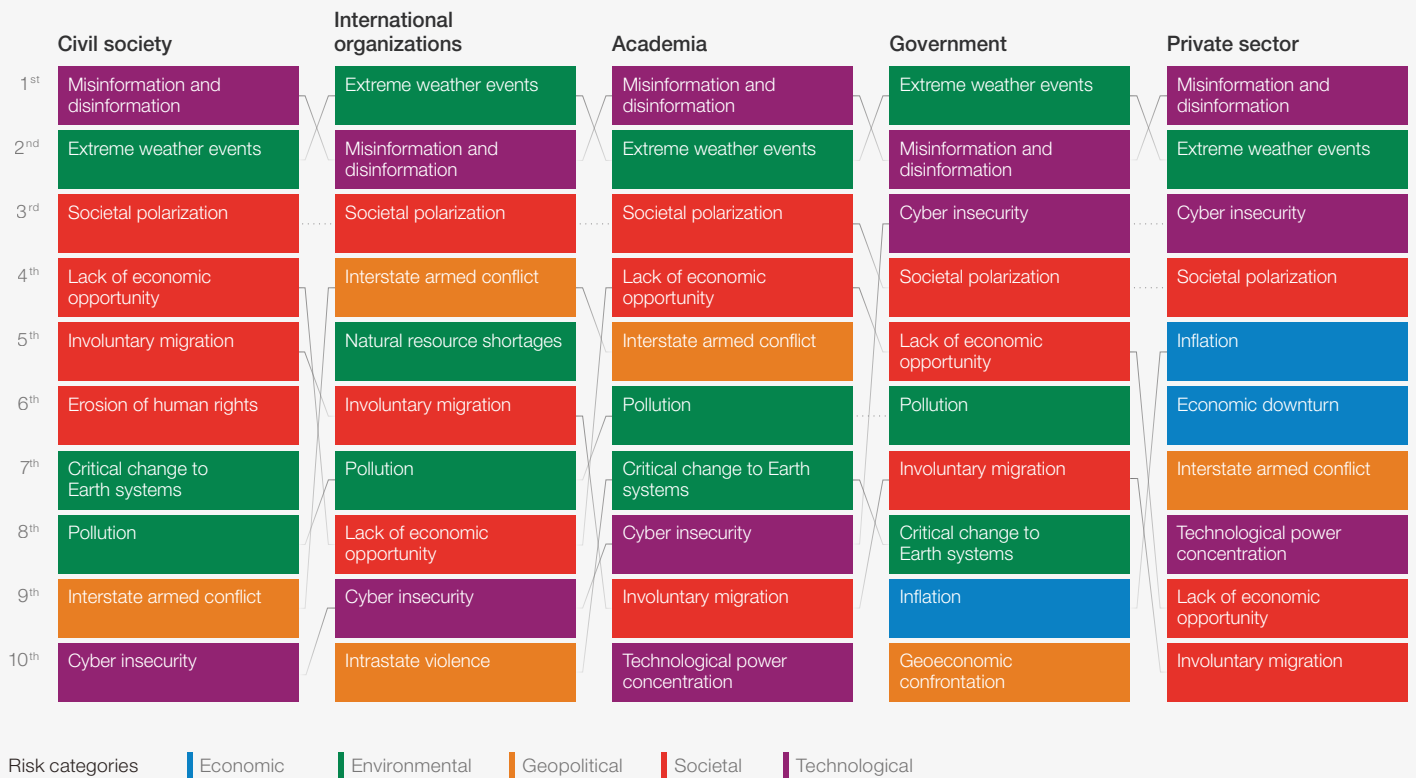 Civil society
International
organizations
Academia
Government
Private sector
1st
2nd
3rd
4th
5th
6th
7th
8th
9th
10th
Misinformation and
disinformation
Extreme weather events
Societal polarization
Lack of economic
opportunity
Involuntary migration
Erosion of human rights
Critical change to
Earth systems
Pollution
Interstate armed conflict
Cyber insecurity
Extreme weather events
Misinformation and
disinformation
Societal polarization
Interstate armed conflict
Natural resource shortages
Involuntary migration
Pollution
Lack of economic
opportunity
Cyber insecurity
Intrastate violence
Misinformation and
disinformation
Extreme weather events
Societal polarization
Lack of economic
opportunity
Interstate armed conflict
Pollution
Critical change to Earth
systems
Cyber insecurity
Involuntary migration
Technological power
concentration
Extreme weather events
Misinformation and
disinformation
Cyber insecurity
Societal polarization
Lack of economic
opportunity
Pollution
Involuntary migration
Critical change to
Earth systems
Inflation
Geoeconomic
confrontation
Misinformation and
disinformation
Extreme weather events
Cyber insecurity
Societal polarization
Inflation
Economic downturn
Interstate armed conflict
Technological power
concentration
Lack of economic
opportunity
Involuntary migration
Risk categories
Economic
Environmental
Geopolitical
Societal
Technological